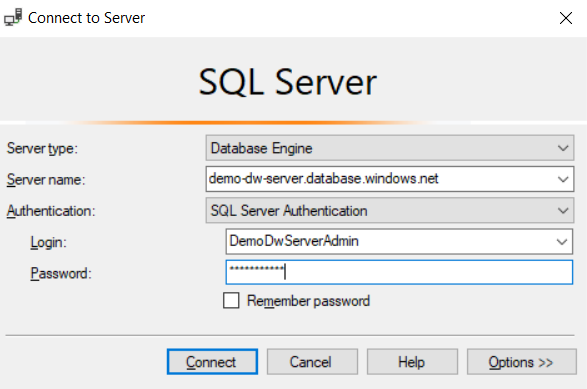 Connect to Server
SQL Server
Server type: Database Engine
Server name: demo-dw-server.database.windows.net
Authentication: SQL Server Authentication
Login: DemoDwServerAdmin
Password: ***********
Remember password
Connect Cancel Help Options >>